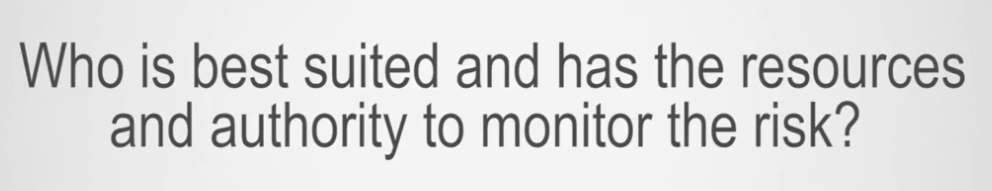 Who is best suited and has the resources
and authority to monitor the risk?